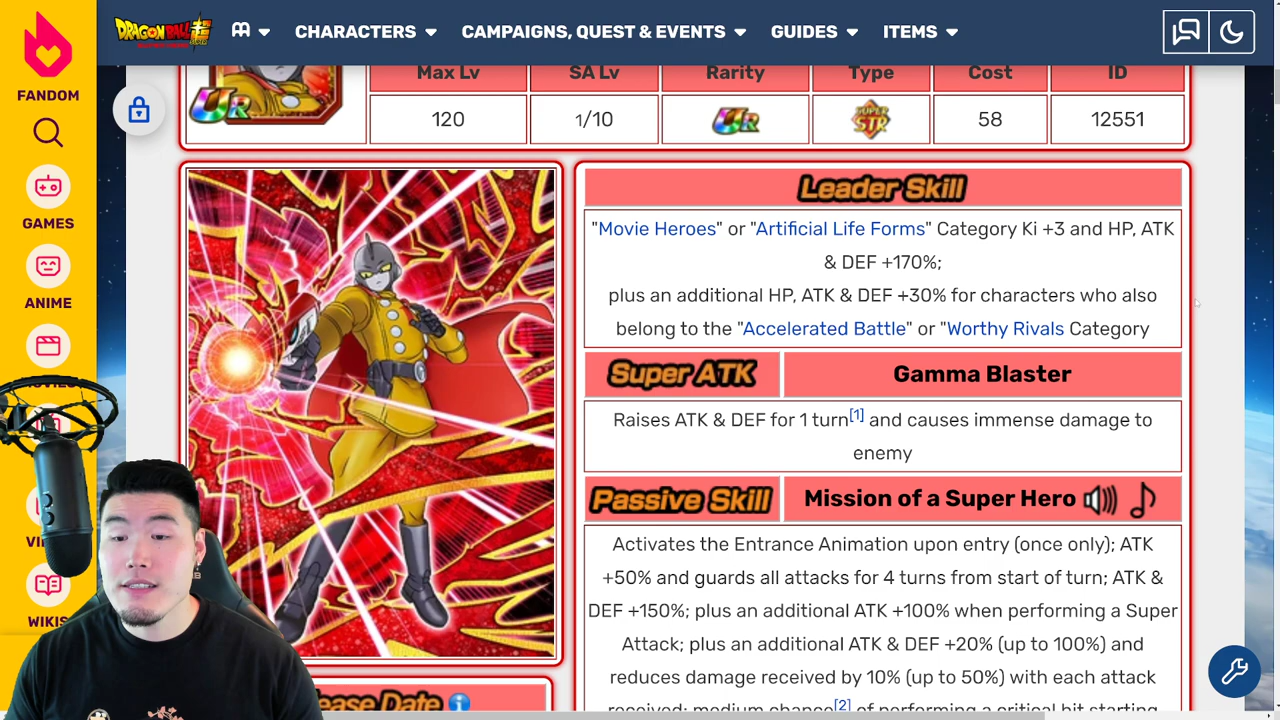 DRAGONBALL
CHARACTERS
CAMPAIGNS, QUEST & EVENTS
GUIDES
ITEMS
FANDOM
GAMES
ANIME
WIKIS
Max Lv
SA Lv
Rarity
Type
Cost
ID
120
1/10
UR
SUPER
STR
58
12551
UR
Leader Skill
"Movie Heroes" or "Artificial Life Forms" Category Ki +3 and HP, ATK
& DEF +170%;
plus an additional HP, ATK & DEF +30% for characters who also
belong to the "Accelerated Battle" or "Worthy Rivals Category
Super ATK
Gamma Blaster
Raises ATK & DEF for 1 turn[1] and causes immense damage to
enemy
Passive Skill
Mission of a Super Hero
Activates the Entrance Animation upon entry (once only); ATK
+50% and guards all attacks for 4 turns from start of turn; ATK &
DEF +150%; plus an additional ATK +100% when performing a Super
Attack; plus an additional ATK & DEF +20% (up to 100%) and
reduces damage received by 10% (up to 50%) with each attack
received; medium chance[2] of performing a critical hit starting
ease Date